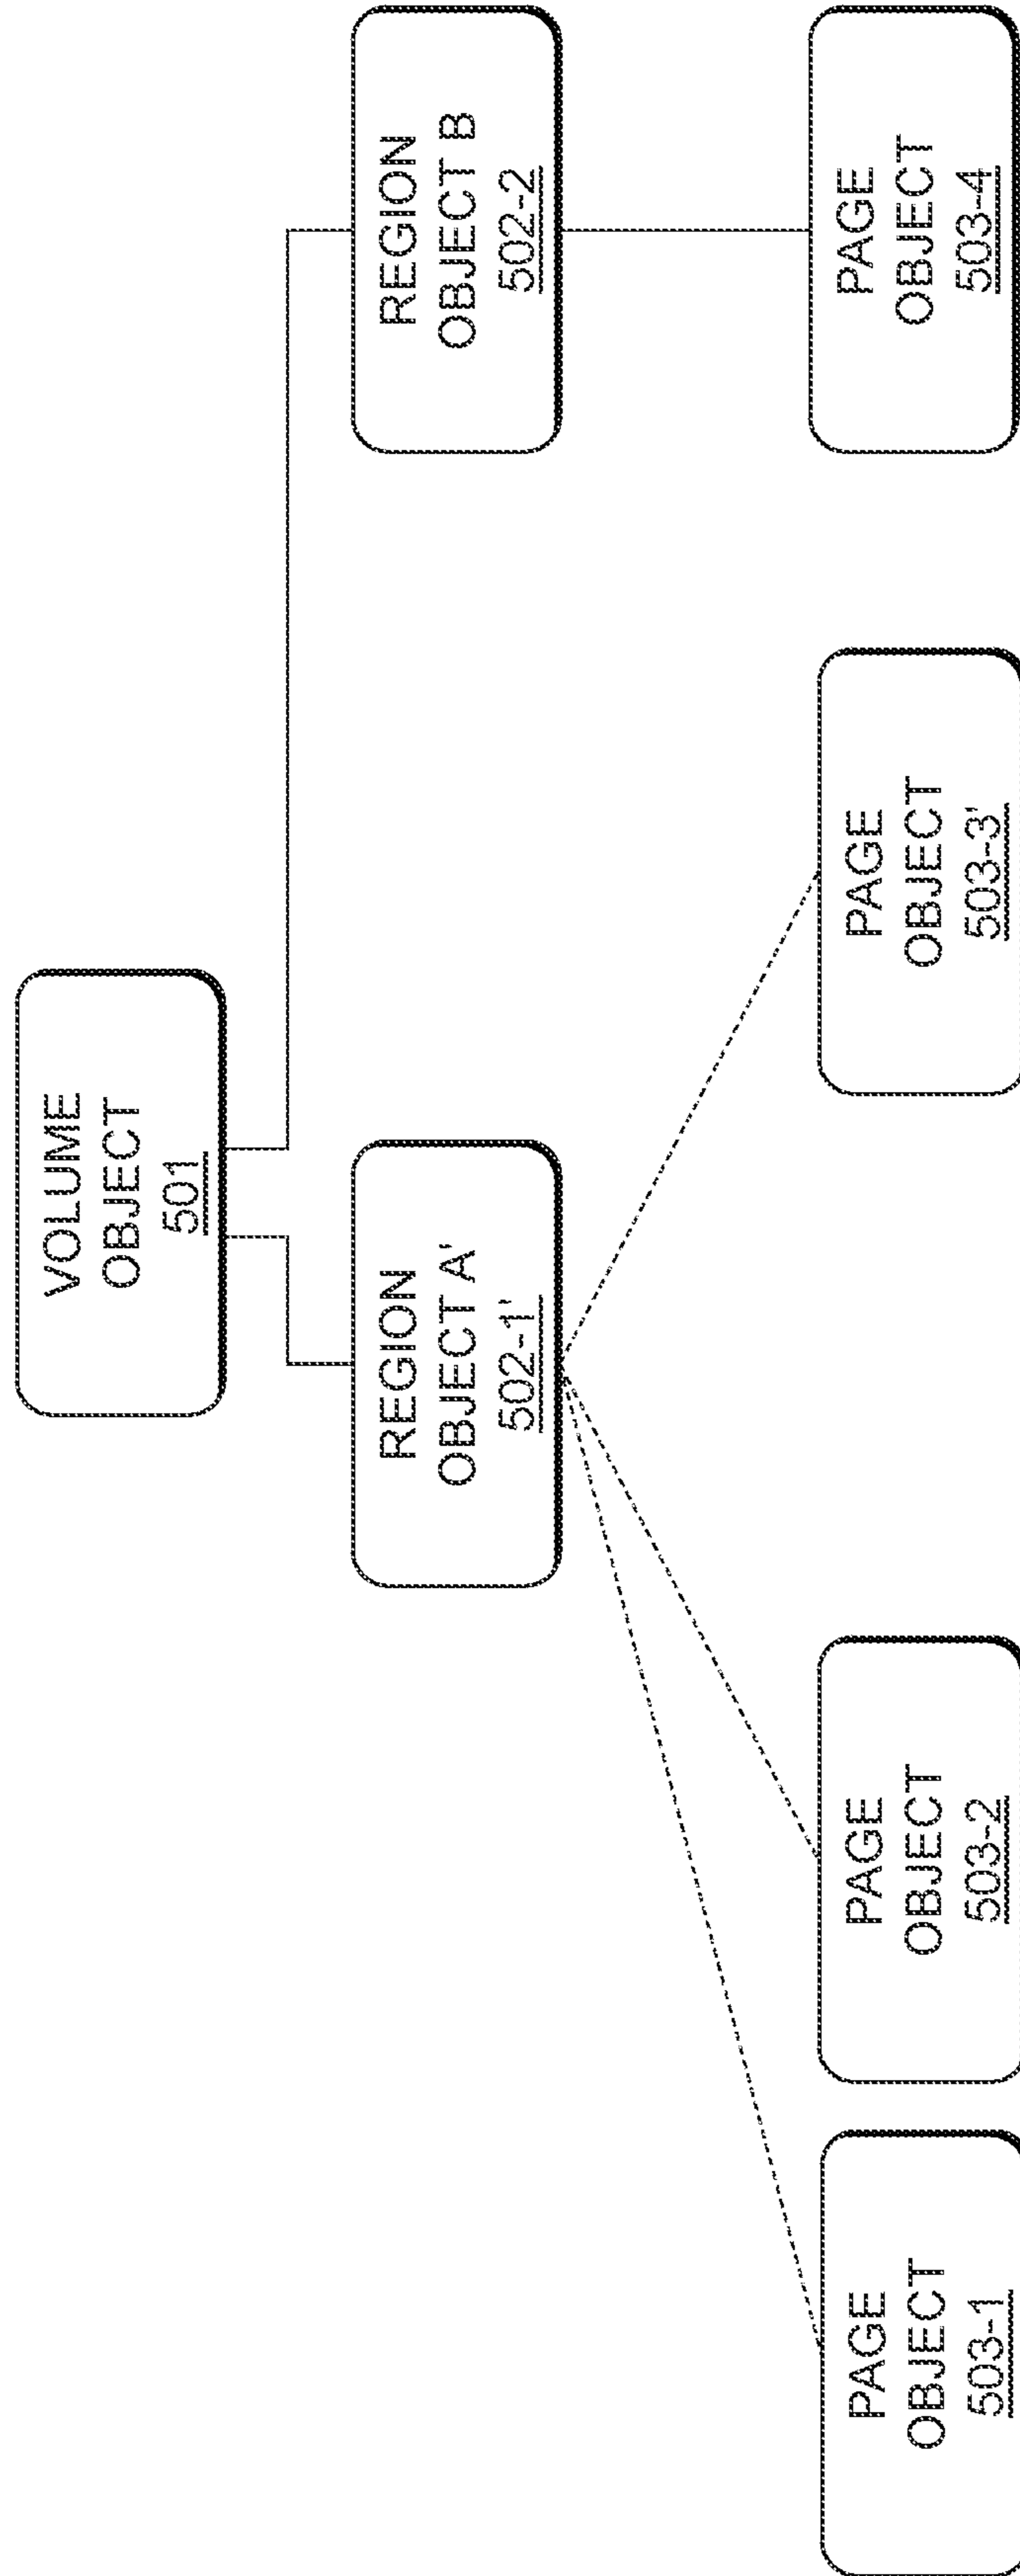 VOLUME
OBJECT
501
REGION
OBJECT A'
502-1'
REGION
OBJECT B
502-2
PAGE
OBJECT
503-1
PAGE
OBJECT
503-2
PAGE
OBJECT
503-3'
PAGE
OBJECT
503-4